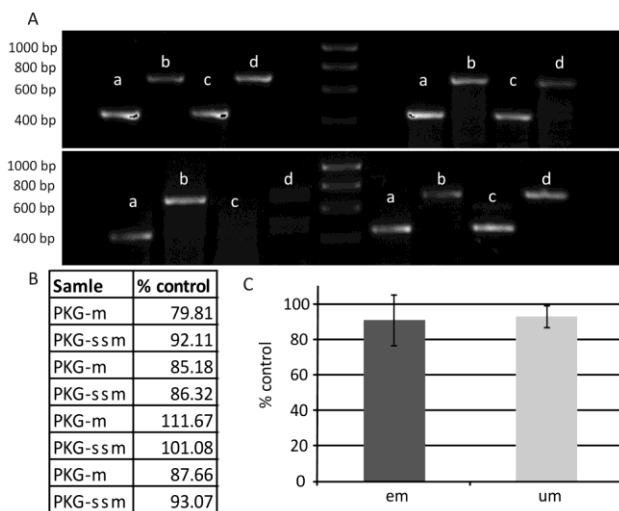 A
1000 bp
800 bp
600 bp
400 bp
a b c d
a b c d
1000 bp
800 bp
600 bp
400 bp
a b c d
a b c d
B
Samle % control
PKG-m 79.81
PKG-ssm 92.11
PKG-m 85.18
PKG-ssm 86.32
PKG-m 111.67
PKG-ssm 101.08
PKG-m 87.66
PKG-ssm 93.07
C
% control
100
80
60
40
20
0
em um